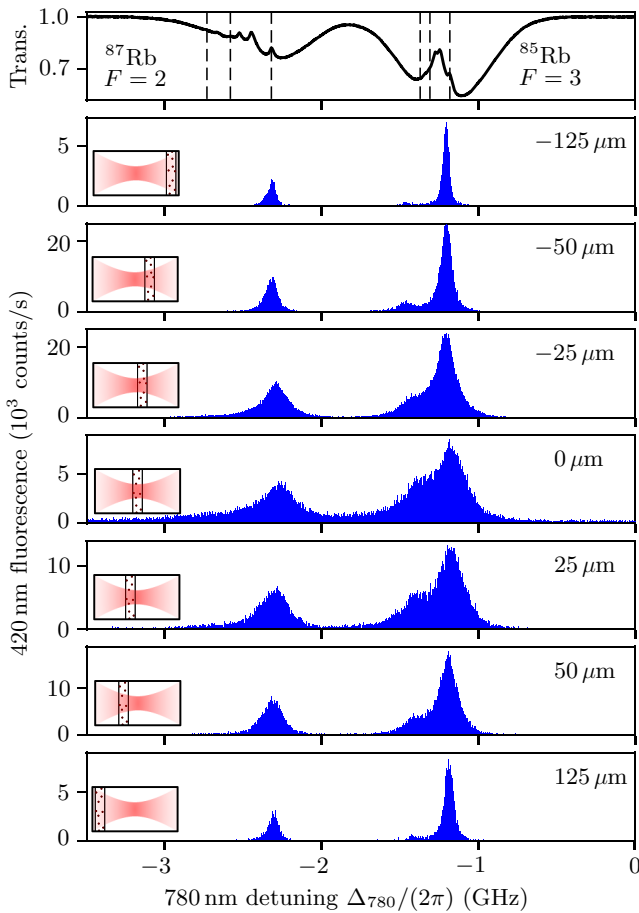 Trans.
1.0
0.7
⁸⁷Rb
F = 2
⁸⁵Rb
F = 3
5
0
−125 μm
20
0
−50 μm
20
0
−25 μm
5
0
0 μm
10
0
25 μm
10
0
50 μm
5
0
125 μm
420 nm fluorescence (10³ counts/s)
−3
−2
−1
0
780 nm detuning Δ₇₈₀/(2π) (GHz)